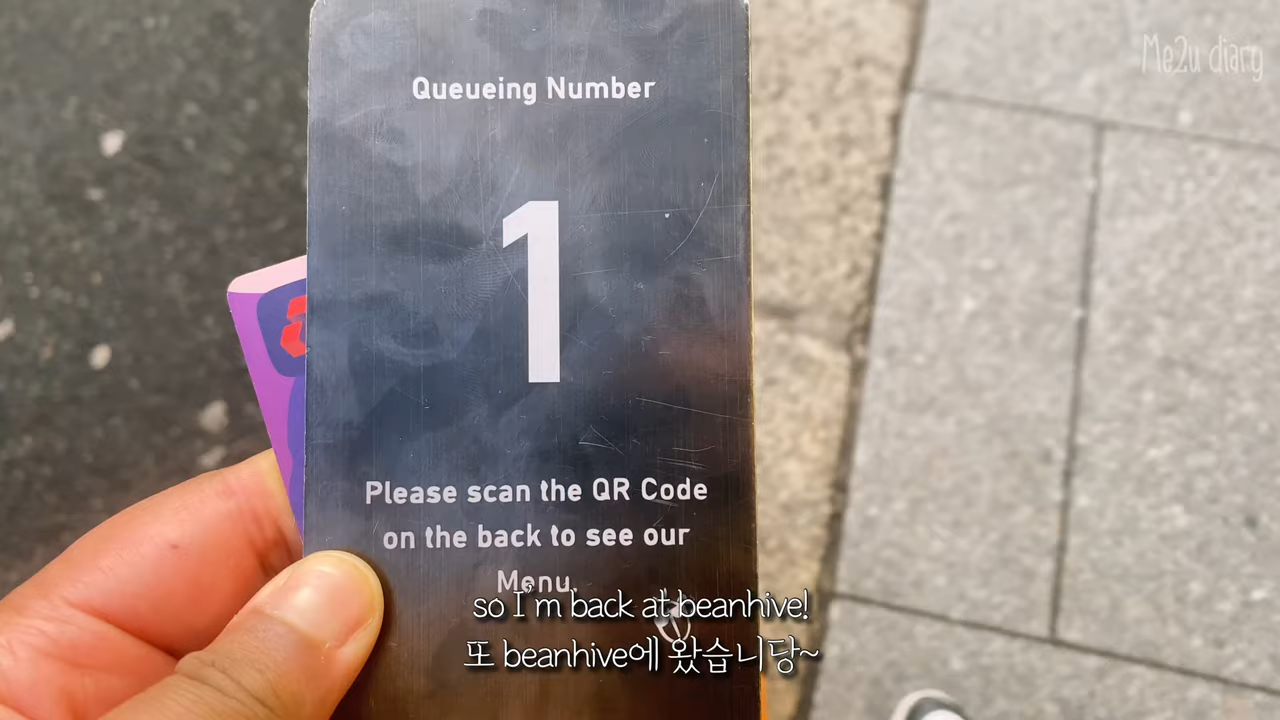 Me2u diary
Queueing Number
1
Please scan the QR Code
on the back to see our
Menu.
so I'm back at beanhive!
또 beanhive에 왔습니당~